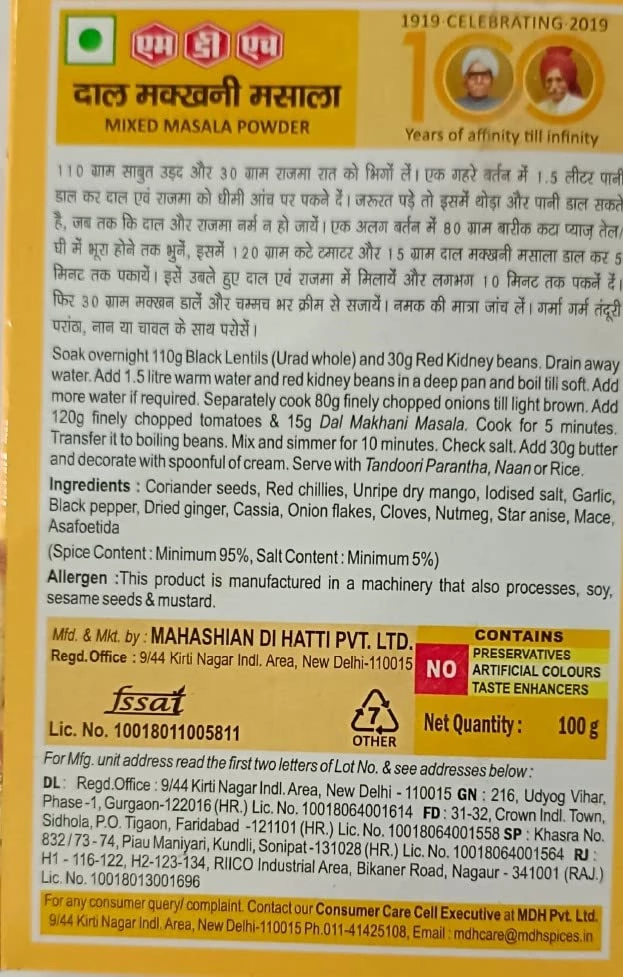 एम डी एच
दाल मक्खनी मसाला
MIXED MASALA POWDER
1919-CELEBRATING-2019
100
Years of affinity till infinity
110 ग्राम साबुत उड़द और 30 ग्राम राजमा रात को भिगों लें। एक गहरे बर्तन में 1.5 लीटर पानी
डाल कर दाल एवं राजमा को धीमी आंच पर पकने दें। जरूरत पड़े तो इसमें थोड़ा और पानी डाल सकते
है, जब तक कि दाल और राजमा नर्म न हो जायें। एक अलग बर्तन में 80 ग्राम बारीक कटा प्याज़ तेल/
घी में भूरा होने तक भुनें, इसमें 120 ग्राम कटे टमाटर और 15 ग्राम दाल मक्खनी मसाला डाल कर 5
मिनट तक पकायें। इसें उबले हुए दाल एवं राजमा में मिलायें और लगभग 10 मिनट तक पकनें दें।
फिर 30 ग्राम मक्खन डालें और चम्मच भर क्रीम से सजायें। नमक की मात्रा जांच लें। गर्मा गर्म तंदूरी
परांठा, नान या चावल के साथ परोसें।
Soak overnight 110g Black Lentils (Urad whole) and 30g Red Kidney beans. Drain away
water. Add 1.5 litre warm water and red kidney beans in a deep pan and boil till soft. Add
more water if required. Separately cook 80g finely chopped onions till light brown. Add
120g finely chopped tomatoes & 15g Dal Makhani Masala. Cook for 5 minutes.
Transfer it to boiling beans. Mix and simmer for 10 minutes. Check salt. Add 30g butter
and decorate with spoonful of cream. Serve with Tandoori Parantha, Naan or Rice.
Ingredients : Coriander seeds, Red chillies, Unripe dry mango, Iodised salt, Garlic,
Black pepper, Dried ginger, Cassia, Onion flakes, Cloves, Nutmeg, Star anise, Mace,
Asafoetida
(Spice Content : Minimum 95%, Salt Content : Minimum 5%)
Allergen :This product is manufactured in a machinery that also processes, soy,
sesame seeds & mustard.
Mfd. & Mkt. by : MAHASHIAN DI HATTI PVT. LTD.
Regd. Office : 9/44 Kirti Nagar Indl. Area, New Delhi-110015
CONTAINS
NO
PRESERVATIVES
ARTIFICIAL COLOURS
TASTE ENHANCERS
fssai
Lic. No. 10018011005811
7
OTHER
Net Quantity : 100 g
For Mfg. unit address read the first two letters of Lot No. & see addresses below :
DL : Regd.Office : 9/44 Kirti Nagar Indl. Area, New Delhi - 110015 GN : 216, Udyog Vihar,
Phase-1, Gurgaon-122016 (HR.) Lic. No. 10018064001614 FD : 31-32, Crown Indl. Town,
Sidhola, P.O. Tigaon, Faridabad -121101 (HR.) Lic. No. 10018064001558 SP : Khasra No.
832/73-74, Piau Maniyari, Kundli, Sonipat-131028 (HR.) Lic. No. 10018064001564 RJ :
H1 - 116-122, H2-123-134, RIICO Industrial Area, Bikaner Road, Nagaur - 341001 (RAJ.)
Lic. No. 10018013001696
For any consumer query/ complaint. Contact our Consumer Care Cell Executive at MDH Pvt. Ltd.
9/44 Kirti Nagar Indl. Area, New Delhi-110015 Ph.011-41425108, Email : mdhcare@mdhspices.in